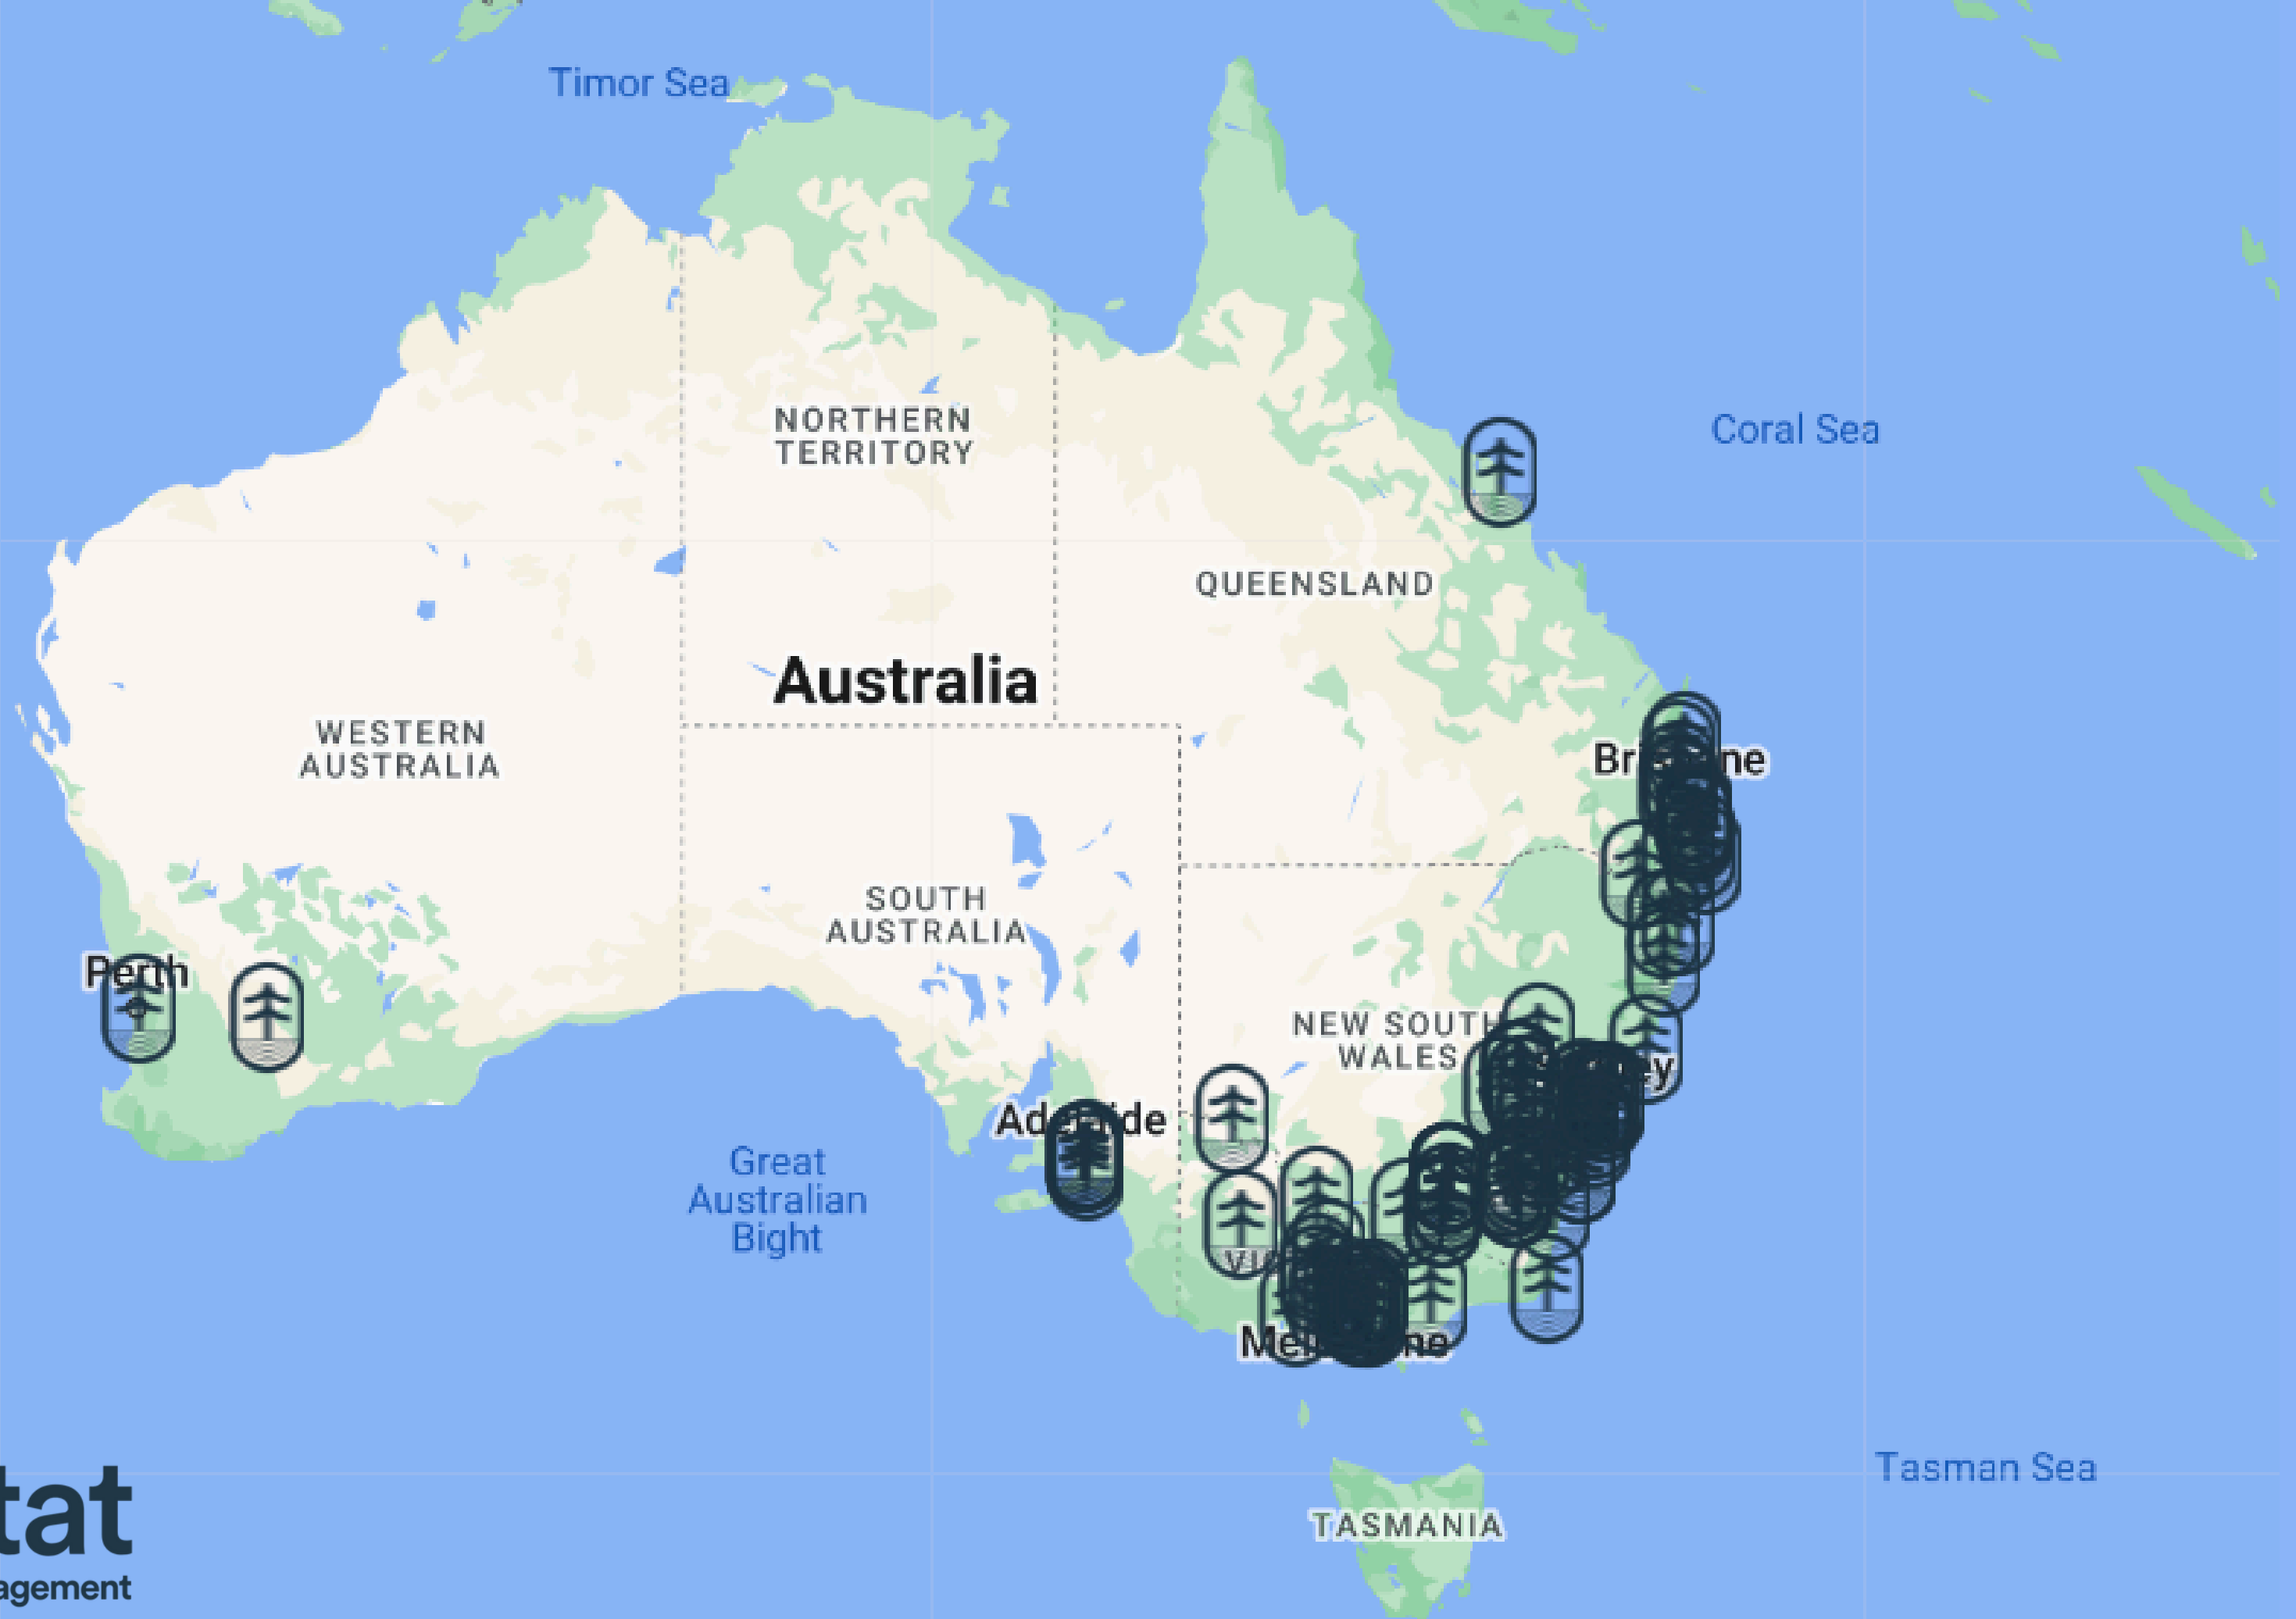 Timor Sea
Coral Sea
NORTHERN
TERRITORY
QUEENSLAND
Australia
WESTERN
AUSTRALIA
SOUTH
AUSTRALIA
Perth
NEW SOUTH
WALES
Adelaide
Great
Australian
Bight
Tasman Sea
TASMANIA
tat
agement